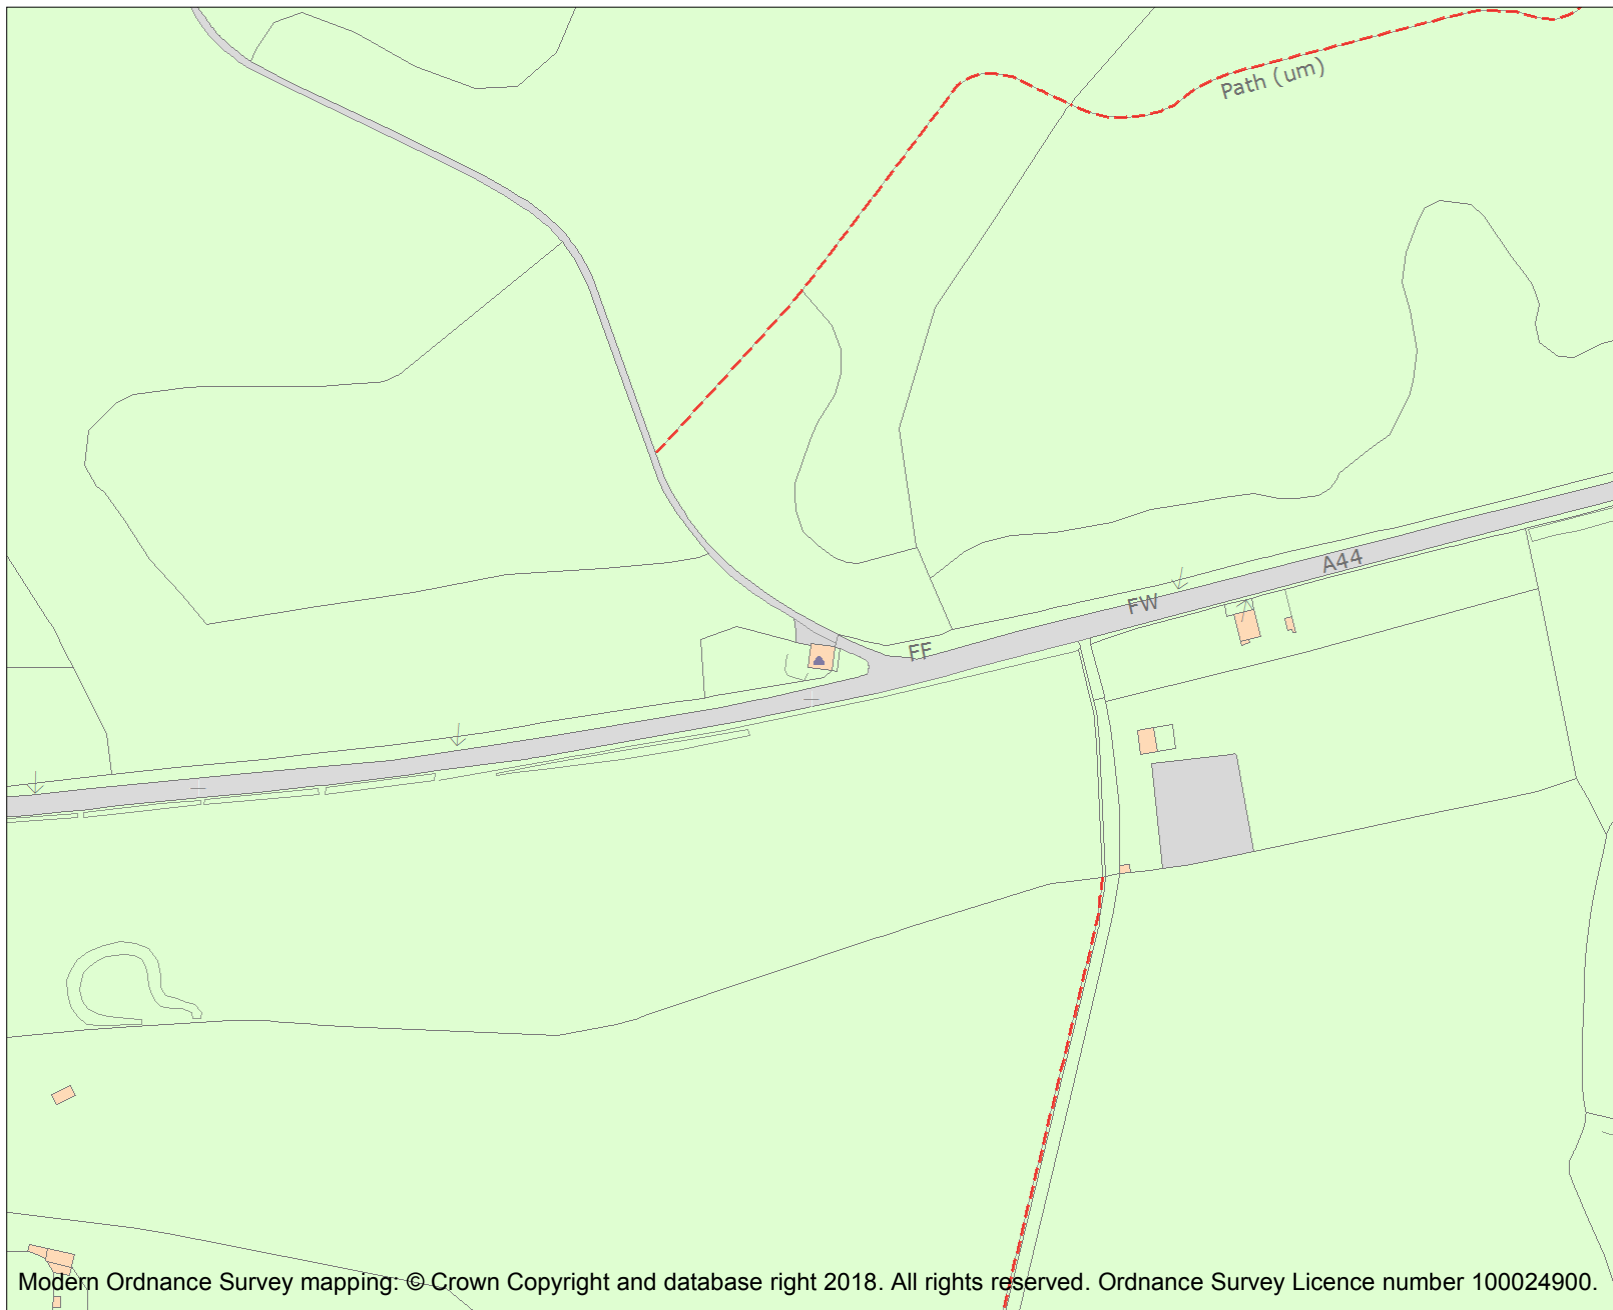 Path (um)
A44
FW
FF
Modern Ordnance Survey mapping: © Crown Copyright and database right 2018. All rights reserved. Ordnance Survey Licence number 100024900.